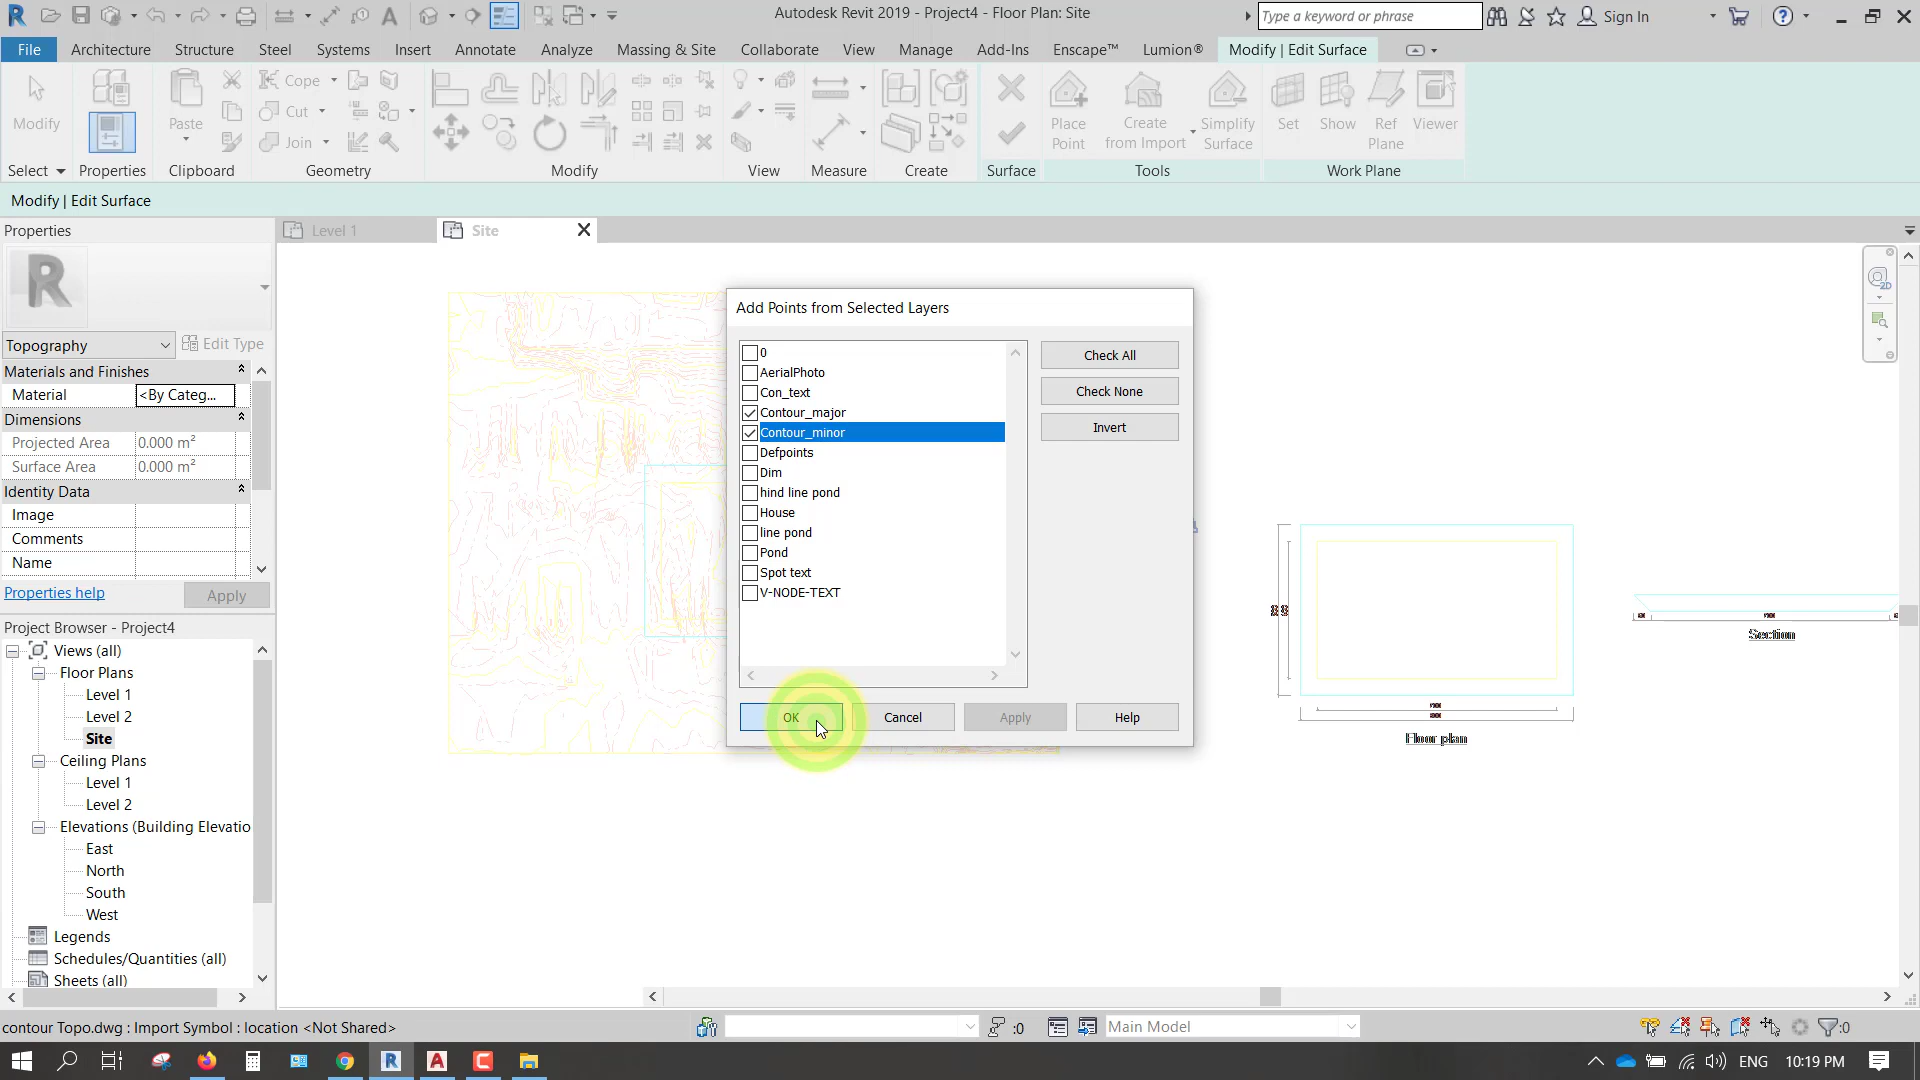 Autodesk Revit 2019 - Project4 - Floor Plan: Site
Type a keyword or phrase
Sign In
File Architecture Structure Steel Systems Insert Annotate Analyze Massing & Site Collaborate View Manage Add-Ins Enscape™ Lumion® Modify | Edit Surface
Modify
Paste
Cope
Cut
Join
Place Point
Create from Import
Simplify Surface
Set
Show
Ref Plane
Viewer
Select Properties Clipboard Geometry Modify View Measure Create Surface Tools Work Plane
Modify | Edit Surface
Properties
Level 1
Site
Topography
Edit Type
Materials and Finishes
Material <By Categ...
Dimensions
Projected Area 0.000 m²
Surface Area 0.000 m²
Identity Data
Image
Comments
Name
Properties help
Apply
Project Browser - Project4
Views (all)
Floor Plans
Level 1
Level 2
Site
Ceiling Plans
Level 1
Level 2
Elevations (Building Elevatio
East
North
South
West
Legends
Schedules/Quantities (all)
Sheets (all)
Add Points from Selected Layers
0
AerialPhoto
Con_text
Contour_major
Contour_minor
Defpoints
Dim
hind line pond
House
line pond
Pond
Spot text
V-NODE-TEXT
Check All
Check None
Invert
OK Cancel Apply Help
Floor plan
Section
contour Topo.dwg : Import Symbol : location <Not Shared>
:0
Main Model
:0
ENG 10:19 PM